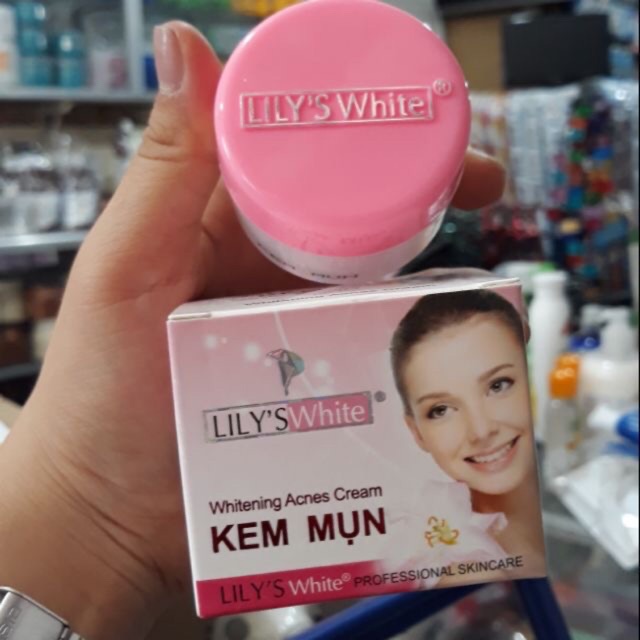 LILY'S White®
LILY'S White®
Whitening Acnes Cream
KEM MỤN
LILY'S White® PROFESSIONAL SKINCARE